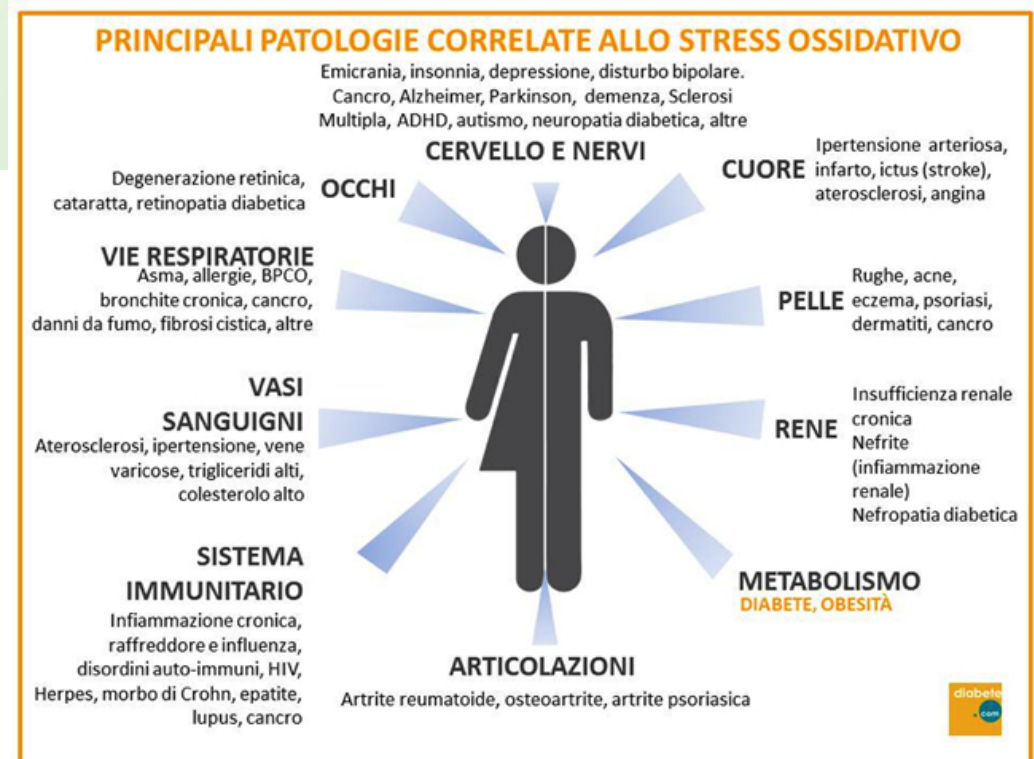 PRINCIPALI PATOLOGIE CORRELATE ALLO STRESS OSSIDATIVO
Emicrania, insonnia, depressione, disturbo bipolare.
Cancro, Alzheimer, Parkinson, demenza, Sclerosi
Multipla, ADHD, autismo, neuropatia diabetica, altre
CERVELLO E NERVI
CUORE
Ipertensione arteriosa,
infarto, ictus (stroke),
aterosclerosi, angina
Degenerazione retinica,
cataratta, retinopatia diabetica
OCCHI
VIE RESPIRATORIE
Asma, allergie, BPCO,
bronchite cronica, cancro,
danni da fumo, fibrosi cistica, altre
PELLE
Rughe, acne,
eczema, psoriasi,
dermatiti, cancro
VASI
SANGUIGNI
Aterosclerosi, ipertensione, vene
varicose, trigliceridi alti,
colesterolo alto
RENE
Insufficienza renale
cronica
Nefrite
(infiammazione
renale)
Nefropatia diabetica
SISTEMA
IMMUNITARIO
Infiammazione cronica,
raffreddore e influenza,
disordini auto-immuni, HIV,
Herpes, morbo di Crohn, epatite,
lupus, cancro
METABOLISMO
DIABETE, OBESITÀ
ARTICOLAZIONI
Artrite reumatoide, osteoartrite, artrite psoriasica
diabete
.com